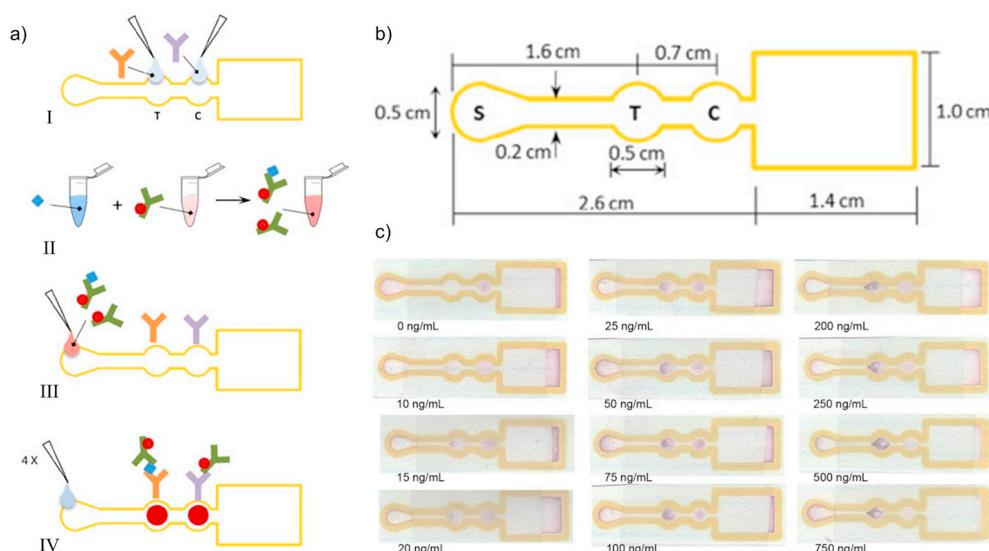 a)
I
T
C
II
+
III
4 X
IV
b)
1.6 cm
0.7 cm
0.5 cm
S
T
C
1.0 cm
0.2 cm
0.5 cm
2.6 cm
1.4 cm
c)
0 ng/mL
25 ng/mL
200 ng/mL
10 ng/mL
50 ng/mL
250 ng/mL
15 ng/mL
75 ng/mL
500 ng/mL
20 ng/mL
100 ng/mL
750 ng/mL